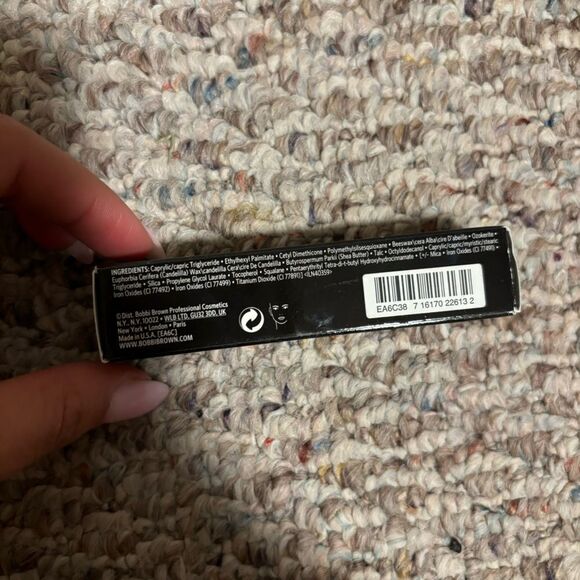 INGREDIENTS: Caprylic/capric Triglyceride • Ethylhexyl Palmitate • Cetyl Dimethicone • Polymethylsilsesquioxane • Beeswax\cera Alba\cire D'abeille • Ozokerite •
Euphorbia Cerifera (Candelilla) Wax\candelilla Cera\cire De Candelilla • Butyrospermum Parkii (Shea Butter) • Talc • Octyldodecanol • Caprylic/capric/myristic/stearic
Triglyceride • Silica • Propylene Glycol Laurate • Tocopherol • Squalane • Pentaerythrityl Tetra-di-t-butyl Hydroxyhydrocinnamate • [+/- Mica • Iron Oxides (CI 77491) •
Iron Oxides (CI 77492) • Iron Oxides (CI 77499) • Titanium Dioxide (CI 77891)] <ILN40359>
©Dist. Bobbi Brown Professional Cosmetics
N.Y., N.Y. 10022 • WLB LTD, GU32 3DD, UK
New York • London • Paris
Made in U.S.A. [EA6C]
WWW.BOBBIBROWN.COM
EA6C38 7 16170 22613 2